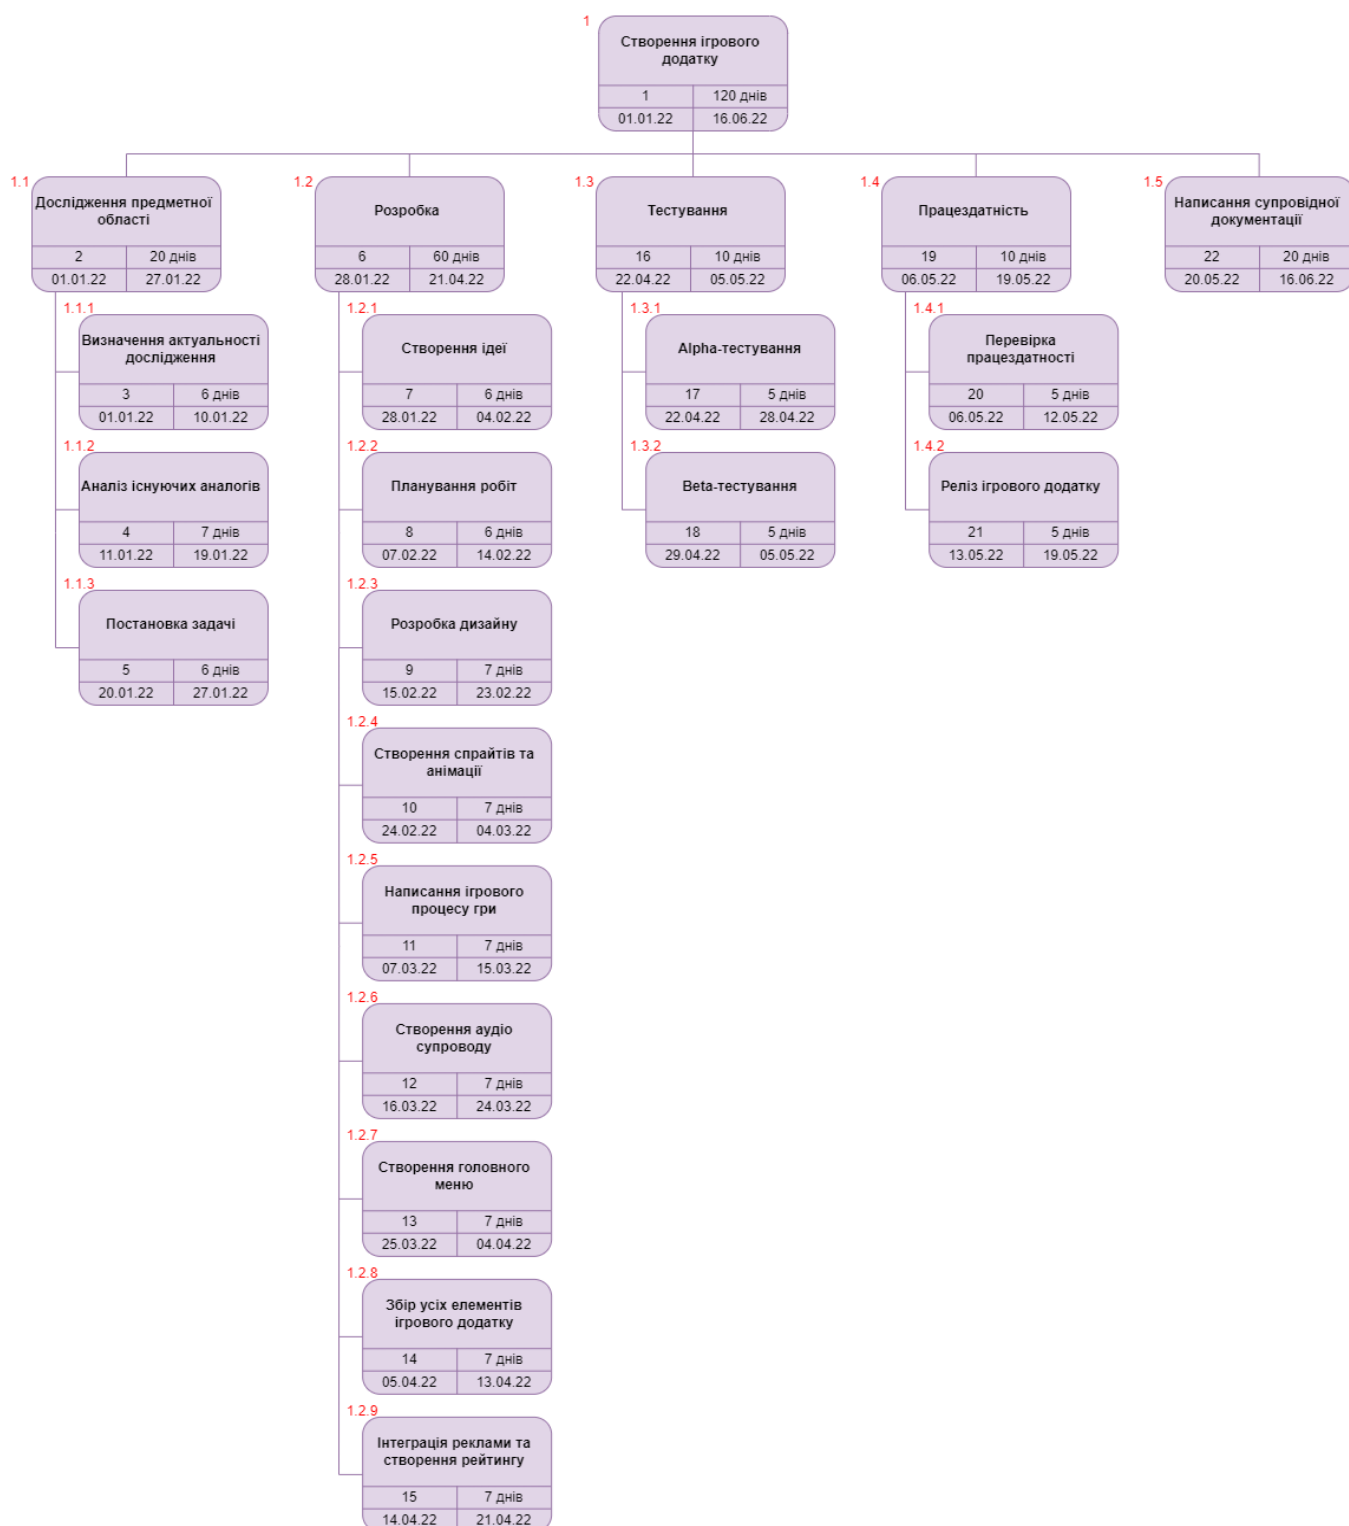 1
Створення ігрового
додатку
1 120 днів
01.01.22 16.06.22
1.1
Дослідження предметної
області
2 20 днів
01.01.22 27.01.22
1.1.1
Визначення актуальності
дослідження
3 6 днів
01.01.22 10.01.22
1.1.2
Аналіз існуючих аналогів
4 7 днів
11.01.22 19.01.22
1.1.3
Постановка задачі
5 6 днів
20.01.22 27.01.22
1.2
Розробка
6 60 днів
28.01.22 21.04.22
1.2.1
Створення ідеї
7 6 днів
28.01.22 04.02.22
1.2.2
Планування робіт
8 6 днів
07.02.22 14.02.22
1.2.3
Розробка дизайну
9 7 днів
15.02.22 23.02.22
1.2.4
Створення спрайтів та
анімації
10 7 днів
24.02.22 04.03.22
1.2.5
Написання ігрового
процесу гри
11 7 днів
07.03.22 15.03.22
1.2.6
Створення аудіо
супроводу
12 7 днів
16.03.22 24.03.22
1.2.7
Створення головного
меню
13 7 днів
25.03.22 04.04.22
1.2.8
Збір усіх елементів
ігрового додатку
14 7 днів
05.04.22 13.04.22
1.2.9
Інтеграція реклами та
створення рейтингу
15 7 днів
14.04.22 21.04.22
1.3
Тестування
16 10 днів
22.04.22 05.05.22
1.3.1
Alpha-тестування
17 5 днів
22.04.22 28.04.22
1.3.2
Beta-тестування
18 5 днів
29.04.22 05.05.22
1.4
Працездатність
19 10 днів
06.05.22 19.05.22
1.4.1
Перевірка
працездатності
20 5 днів
06.05.22 12.05.22
1.4.2
Реліз ігрового додатку
21 5 днів
13.05.22 19.05.22
1.5
Написання супровідної
документації
22 20 днів
20.05.22 16.06.22